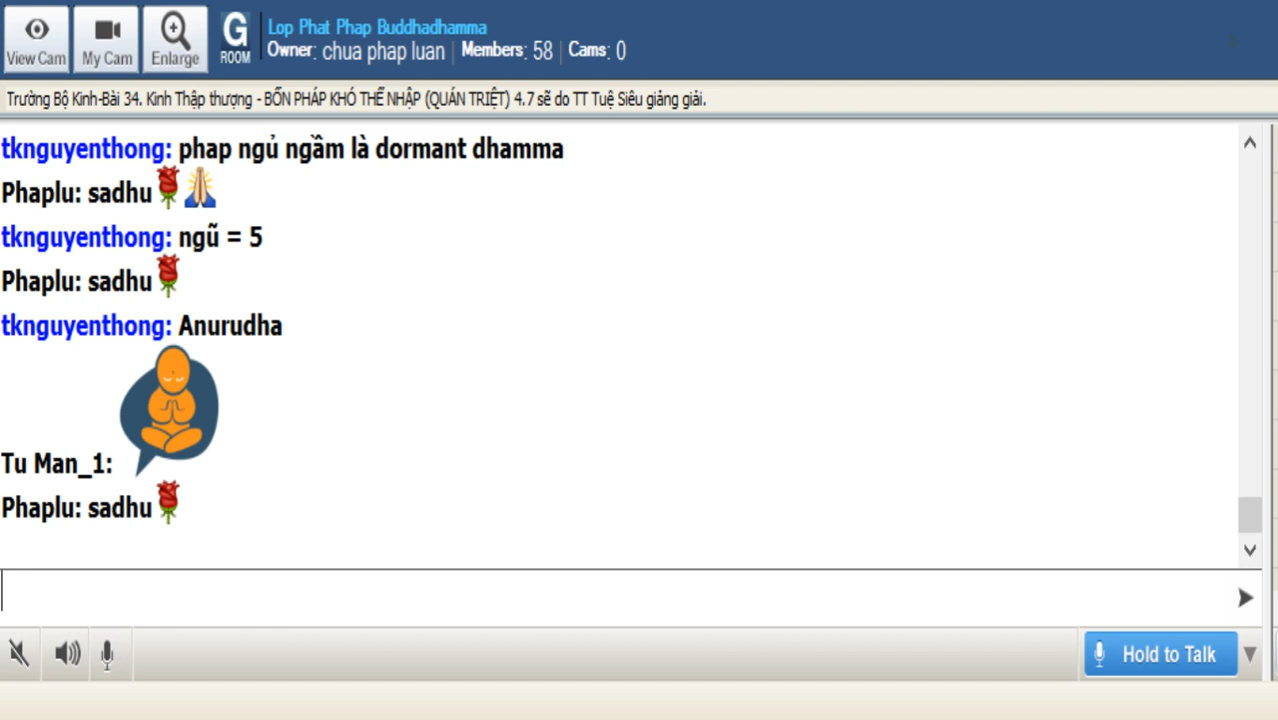 View Cam
My Cam
Enlarge
G
ROOM
Lop Phat Phap Buddhadhamma
Owner: chua phap luan | Members: 58 | Cams: 0
Trường Bộ Kinh-Bài 34. Kinh Thập thượng - BỐN PHÁP KHÓ THỂ NHẬP (QUÁN TRIỆT) 4.7 sẽ do TT Tuệ Siêu giảng giải.
tknguyenthong: phap ngủ ngầm là dormant dhamma
Phaplu: sadhu
tknguyenthong: ngũ = 5
Phaplu: sadhu
tknguyenthong: Anurudha
Tu Man_1:
Phaplu: sadhu
Hold to Talk